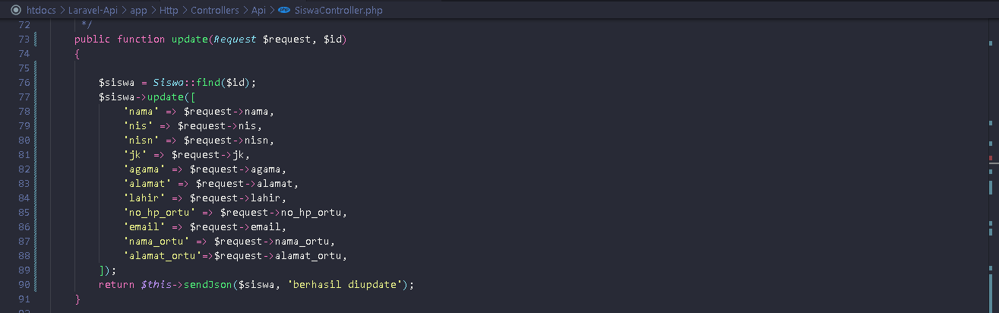 htdocs > Laravel-Api > app > Http > Controllers > Api > php SiswaController.php
72 */
73 public function update(Request $request, $id)
74 {
75
76 $siswa = Siswa::find($id);
77 $siswa->update([
78 'nama' => $request->nama,
79 'nis' => $request->nis,
80 'nisn' => $request->nisn,
81 'jk' => $request->jk,
82 'agama' => $request->agama,
83 'alamat' => $request->alamat,
84 'lahir' => $request->lahir,
85 'no_hp_ortu' => $request->no_hp_ortu,
86 'email' => $request->email,
87 'nama_ortu' => $request->nama_ortu,
88 'alamat_ortu'=>$request->alamat_ortu,
89 ]);
90 return $this->sendJson($siswa, 'berhasil diupdate');
91 }